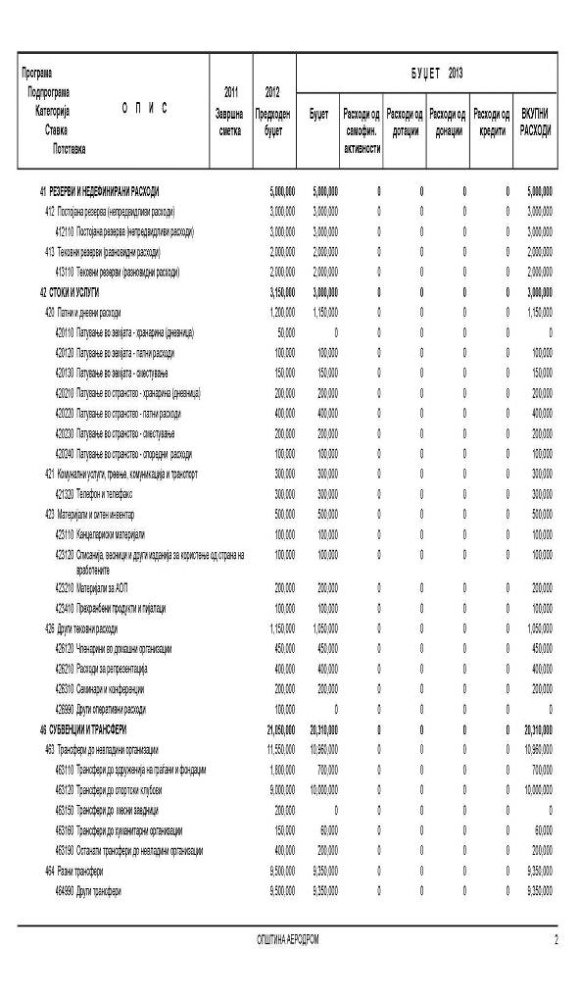 Програма
Подпрограма
Категорија
Ставка
Потставка
О П И С
2011
Завршна
сметка
2012
Предходен
буџет
БУЏЕТ 2013
Буџет
Расходи од
самофин.
активности
Расходи од
дотации
Расходи од
донации
Расходи од
кредити
ВКУПНИ
РАСХОДИ
41 РЕЗЕРВИ И НЕДЕФИНИРАНИ РАСХОДИ 5,000,000 5,000,000 0 0 0 0 5,000,000
412 Постојана резерва (непредвидливи расходи) 3,000,000 3,000,000 0 0 0 0 3,000,000
412110 Постојана резерва (непредвидливи расходи) 3,000,000 3,000,000 0 0 0 0 3,000,000
413 Тековни резерви (разновидни расходи) 2,000,000 2,000,000 0 0 0 0 2,000,000
413110 Тековни резерви (разновидни расходи) 2,000,000 2,000,000 0 0 0 0 2,000,000
42 СТОКИ И УСЛУГИ 3,150,000 3,000,000 0 0 0 0 3,000,000
420 Патни и дневни расходи 1,200,000 1,150,000 0 0 0 0 1,150,000
420110 Патување во земјата - хранарина (дневница) 50,000 0 0 0 0 0 0
420120 Патување во земјата - патни расходи 100,000 100,000 0 0 0 0 100,000
420130 Патување во земјата - сместување 150,000 150,000 0 0 0 0 150,000
420210 Патување во странство - хранарина (дневница) 200,000 200,000 0 0 0 0 200,000
420220 Патување во странство - патни расходи 400,000 400,000 0 0 0 0 400,000
420230 Патување во странство - сместување 200,000 200,000 0 0 0 0 200,000
420240 Патување во странство - споредни расходи 100,000 100,000 0 0 0 0 100,000
421 Комунални услуги, греење, комуникација и транспорт 300,000 300,000 0 0 0 0 300,000
421320 Телефон и телефакс 300,000 300,000 0 0 0 0 300,000
423 Материјали и ситен инвентар 500,000 500,000 0 0 0 0 500,000
423110 Канцелариски материјали 100,000 100,000 0 0 0 0 100,000
423120 Списанија, весници и други изданија за користење од страна на 100,000 100,000 0 0 0 0 100,000
вработените
423210 Материјали за АОП 200,000 200,000 0 0 0 0 200,000
423410 Прехранбени продукти и пијалаци 100,000 100,000 0 0 0 0 100,000
426 Други тековни расходи 1,150,000 1,050,000 0 0 0 0 1,050,000
426120 Членарини во домашни организации 450,000 450,000 0 0 0 0 450,000
426210 Расходи за репрезентација 400,000 400,000 0 0 0 0 400,000
426310 Семинари и конференции 200,000 200,000 0 0 0 0 200,000
426990 Други оперативни расходи 100,000 0 0 0 0 0 0
46 СУБВЕНЦИИ И ТРАНСФЕРИ 21,050,000 20,310,000 0 0 0 0 20,310,000
463 Трансфери до невладини организации 11,550,000 10,960,000 0 0 0 0 10,960,000
463110 Трансфери до здруженија на граѓани и фондации 1,800,000 700,000 0 0 0 0 700,000
463120 Трансфери до спортски клубови 9,000,000 10,000,000 0 0 0 0 10,000,000
463150 Трансфери до месни заедници 200,000 0 0 0 0 0 0
463160 Трансфери до хуманитарни организации 150,000 60,000 0 0 0 0 60,000
463190 Останати трансфери до невладини организации 400,000 200,000 0 0 0 0 200,000
464 Разни трансфери 9,500,000 9,350,000 0 0 0 0 9,350,000
464990 Други трансфери 9,500,000 9,350,000 0 0 0 0 9,350,000
ОПШТИНА АЕРОДРОМ 2